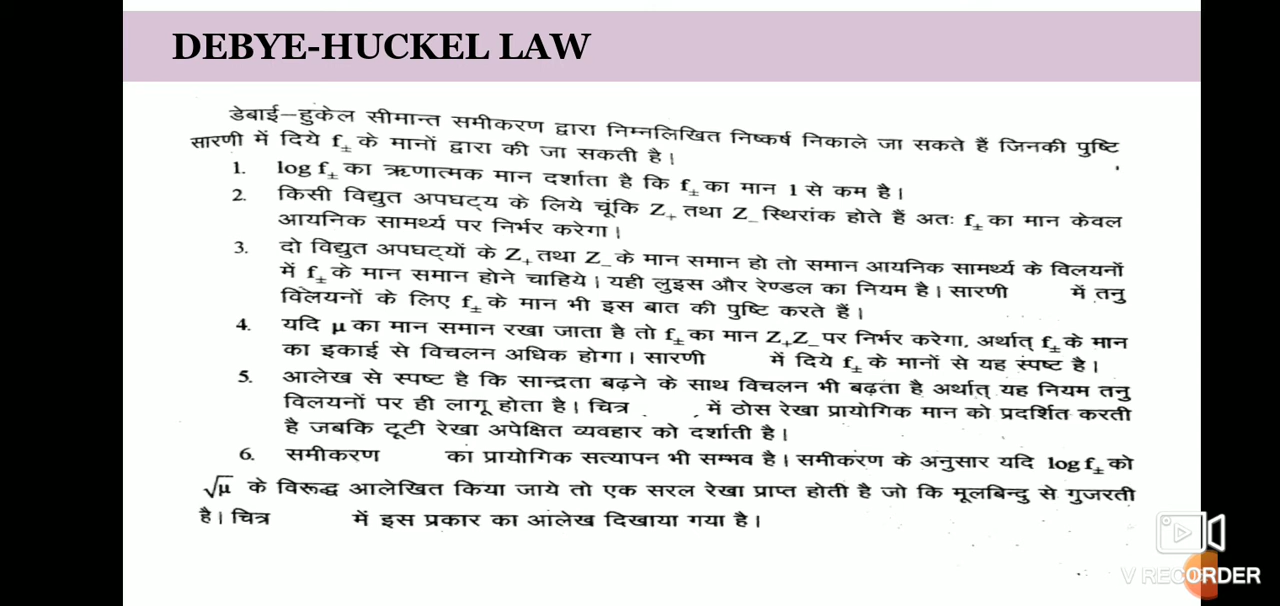 DEBYE-HUCKEL LAW
डेबाई–हुकेल सीमान्त समीकरण द्वारा निम्नलिखित निष्कर्ष निकाले जा सकते हैं जिनकी पुष्टि
सारणी में दिये f± के मानों द्वारा की जा सकती है।
1. log f± का ऋणात्मक मान दर्शाता है कि f± का मान 1 से कम है।
2. किसी विद्युत अपघट्य के लिये चूंकि Z+ तथा Z– स्थिरांक होते हैं अतः f± का मान केवल
आयनिक सामर्थ्य पर निर्भर करेगा।
3. दो विद्युत अपघट्यों के Z+ तथा Z– के मान समान हो तो समान आयनिक सामर्थ्य के विलयनों
में f± के मान समान होने चाहिये। यही लुइस और रेण्डल का नियम है। सारणी में तनु
विलयनों के लिए f± के मान भी इस बात की पुष्टि करते हैं।
4. यदि μ का मान समान रखा जाता है तो f± का मान Z+Z– पर निर्भर करेगा, अर्थात् f± के मान
का इकाई से विचलन अधिक होगा। सारणी में दिये f± के मानों से यह स्पष्ट है।
5. आलेख से स्पष्ट है कि सान्द्रता बढ़ने के साथ विचलन भी बढ़ता है अर्थात् यह नियम तनु
विलयनों पर ही लागू होता है। चित्र में ठोस रेखा प्रायोगिक मान को प्रदर्शित करती
है जबकि टूटी रेखा अपेक्षित व्यवहार को दर्शाती है।
6. समीकरण का प्रायोगिक सत्यापन भी सम्भव है। समीकरण के अनुसार यदि log f± को
√μ के विरूद्ध आलेखित किया जाये तो एक सरल रेखा प्राप्त होती है जो कि मूलबिन्दु से गुजरती
है। चित्र में इस प्रकार का आलेख दिखाया गया है।
V RECORDER